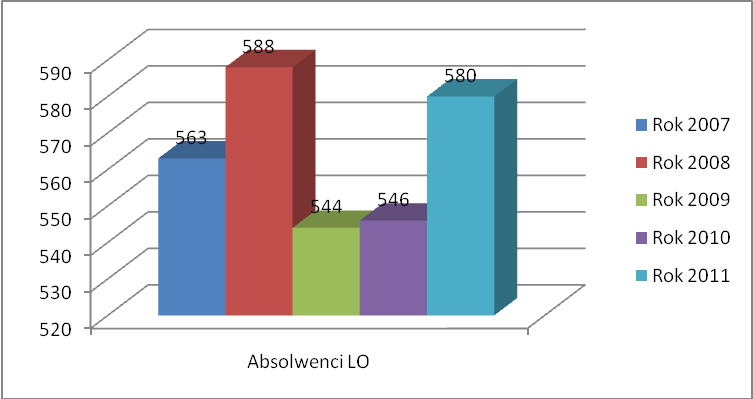 590
580
570
560
550
540
530
520
563
588
544
546
580
Absolwenci LO
Rok 2007
Rok 2008
Rok 2009
Rok 2010
Rok 2011